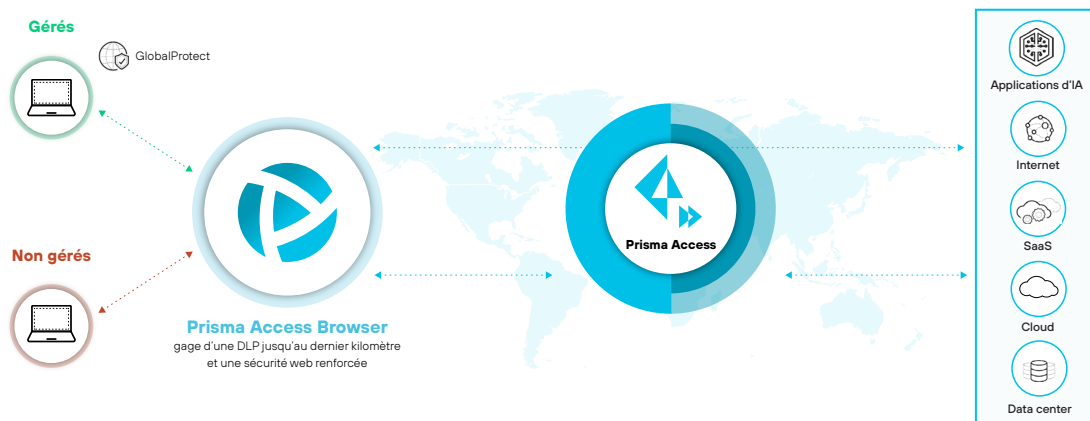 Gérés
GlobalProtect
Non gérés
Prisma Access Browser
gage d'une DLP jusqu'au dernier kilomètre
et une sécurité web renforcée
Prisma Access
Applications d'IA
Internet
SaaS
Cloud
Data center